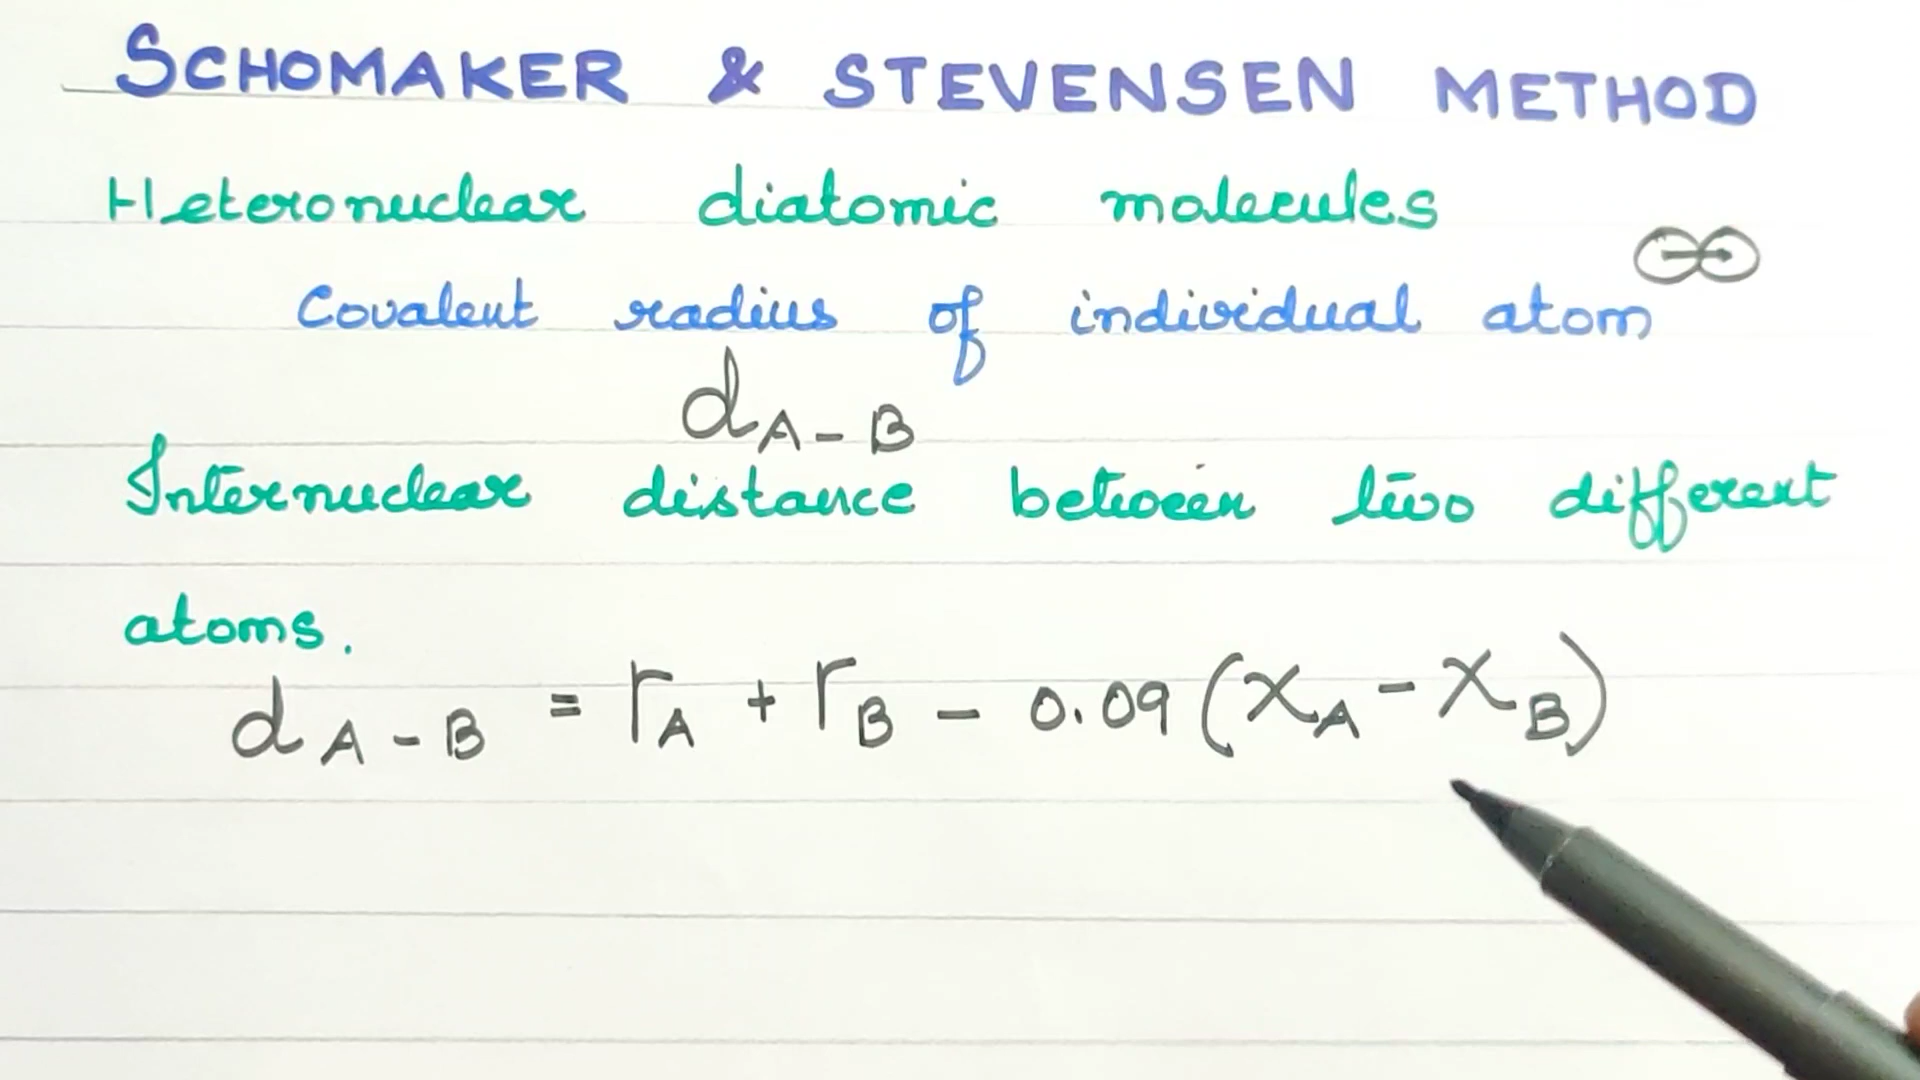 SCHOMAKER & STEVENSEN METHOD
Heteronuclear diatomic molecules
Covalent radius of individual atom
dA-B
Internuclear distance between two different
atoms.
dA-B = rA + rB - 0.09 (XA - XB)